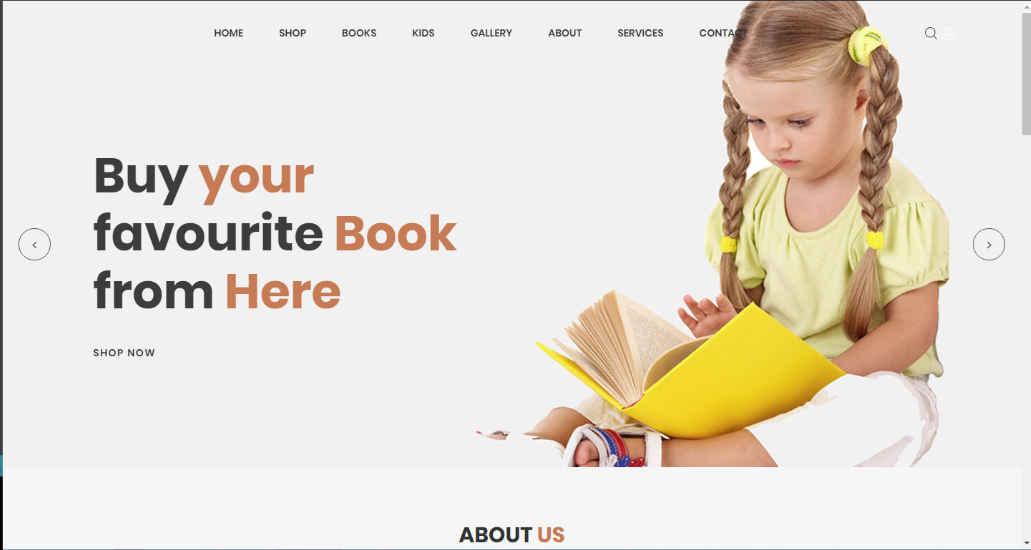 HOME SHOP BOOKS KIDS GALLERY ABOUT SERVICES CONTACT
Buy your
favourite Book
from Here
SHOP NOW
ABOUT US